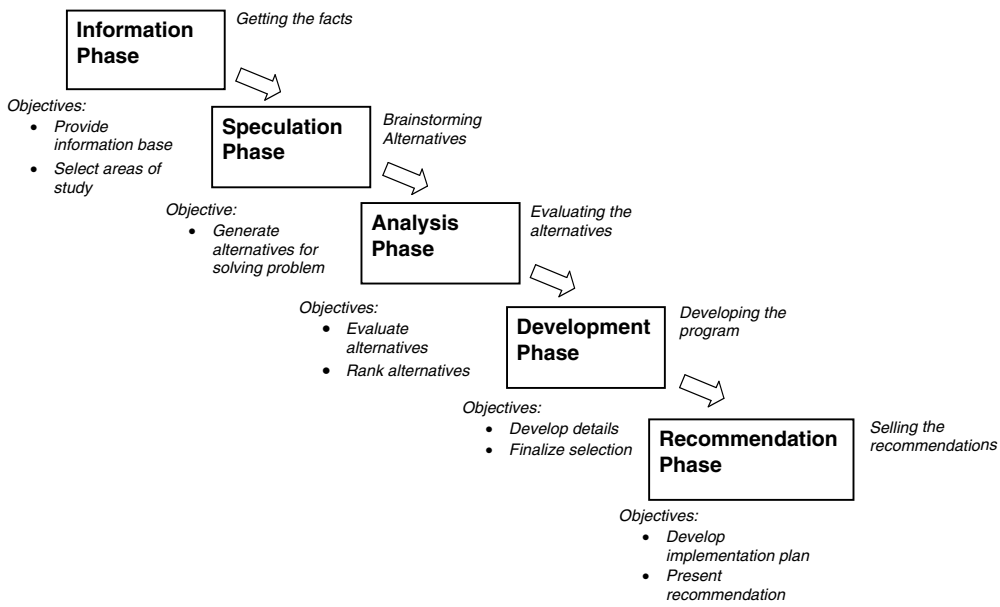 Information
Phase
Getting the facts
Objectives:
• Provide
information base
• Select areas of
study
Speculation
Phase
Brainstorming
Alternatives
Objective:
• Generate
alternatives for
solving problem
Analysis
Phase
Evaluating the
alternatives
Objectives:
• Evaluate
alternatives
• Rank alternatives
Development
Phase
Developing the
program
Objectives:
• Develop details
• Finalize selection
Recommendation
Phase
Selling the
recommendations
Objectives:
• Develop
implementation plan
• Present
recommendation